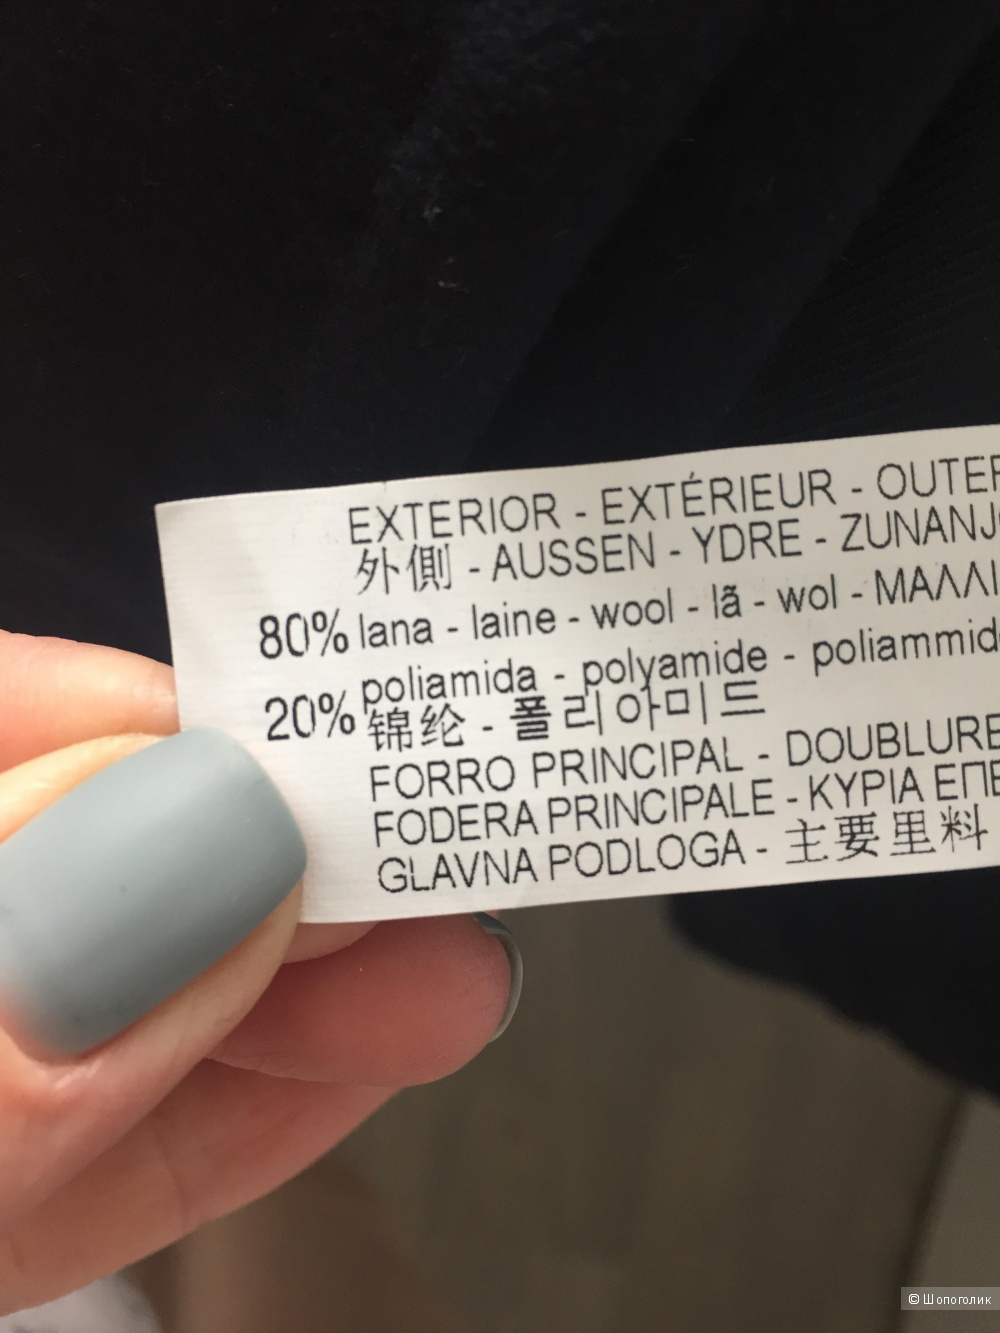 EXTERIOR - EXTÉRIEUR - OUTER
外側 - AUSSEN - YDRE - ZUNANJ
80% lana - laine - wool - lã - wol - ΜΑΛΛΙ
poliamida - polyamide - poliammid
20% 锦纶 - 폴리아미드
FORRO PRINCIPAL - DOUBLURE
FODERA PRINCIPALE - ΚΥΡΙΑ ΕΠΕ
GLAVNA PODLOGA - 主要里料
© Шопоголик